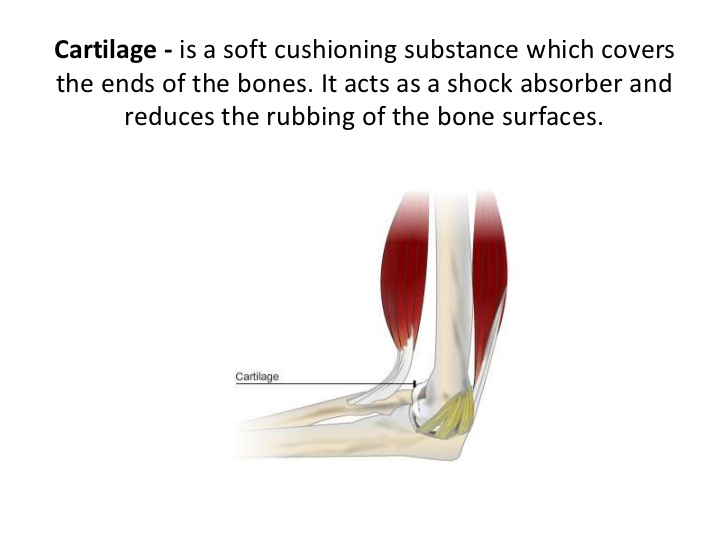 Cartilage - is a soft cushioning substance which covers
the ends of the bones. It acts as a shock absorber and
reduces the rubbing of the bone surfaces.
Cartilage